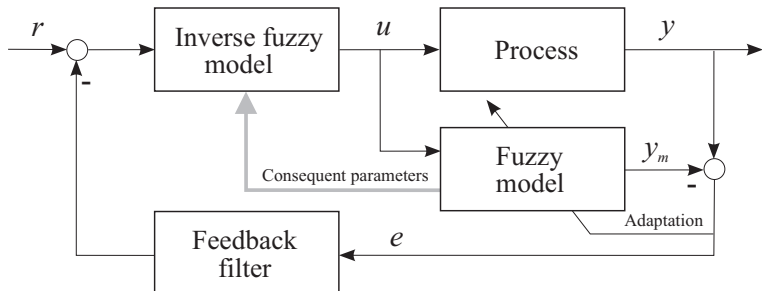 r
Inverse fuzzy
model
u
Process
y
-
Fuzzy
model
y_m
-
Consequent parameters
Adaptation
Feedback
filter
e